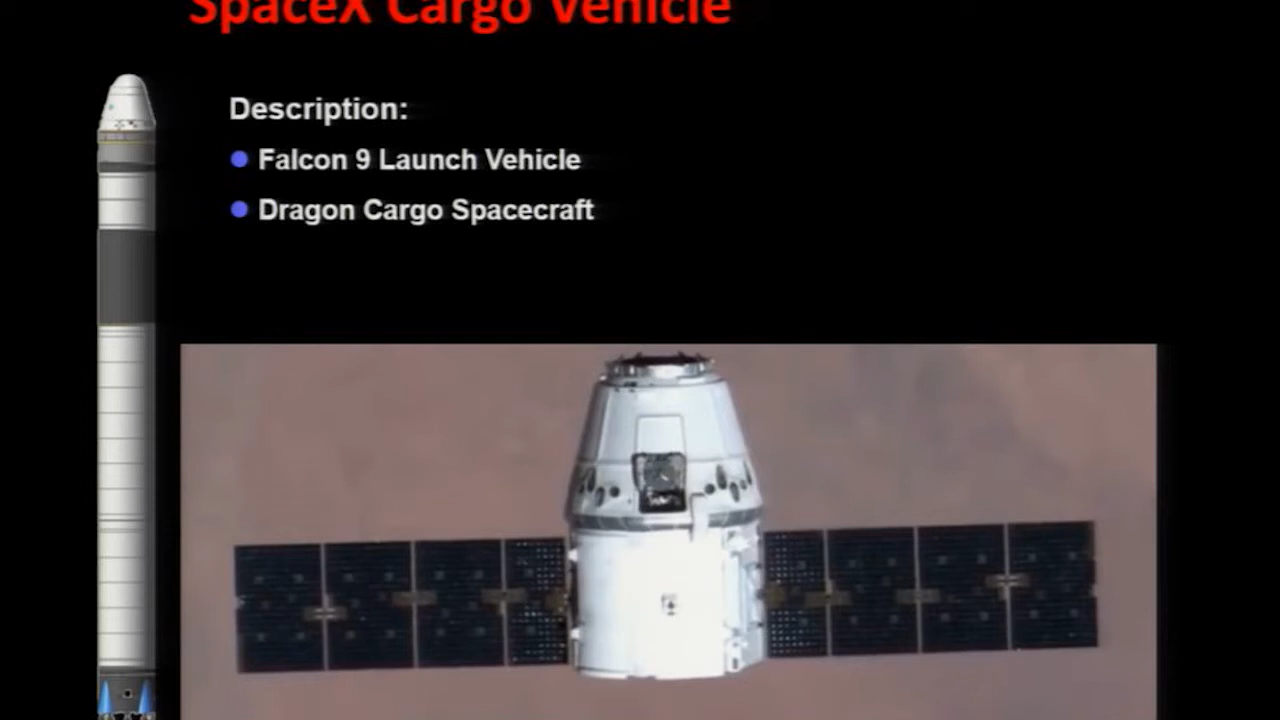 SpaceX Cargo Vehicle
Description:
Falcon 9 Launch Vehicle
Dragon Cargo Spacecraft